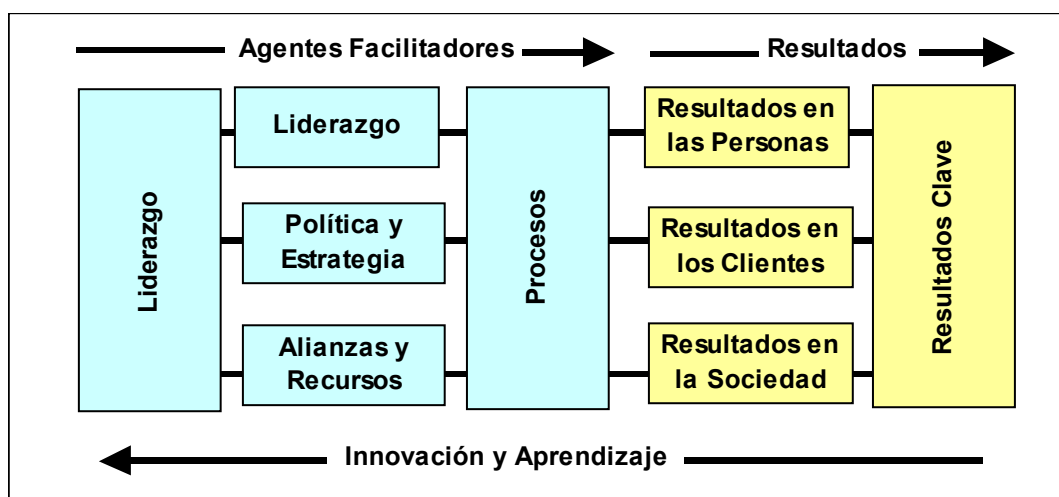 Agentes Facilitadores
Resultados
Liderazgo
Liderazgo
Política y
Estrategia
Alianzas y
Recursos
Procesos
Resultados en
las Personas
Resultados en
los Clientes
Resultados en
la Sociedad
Resultados Clave
Innovación y Aprendizaje